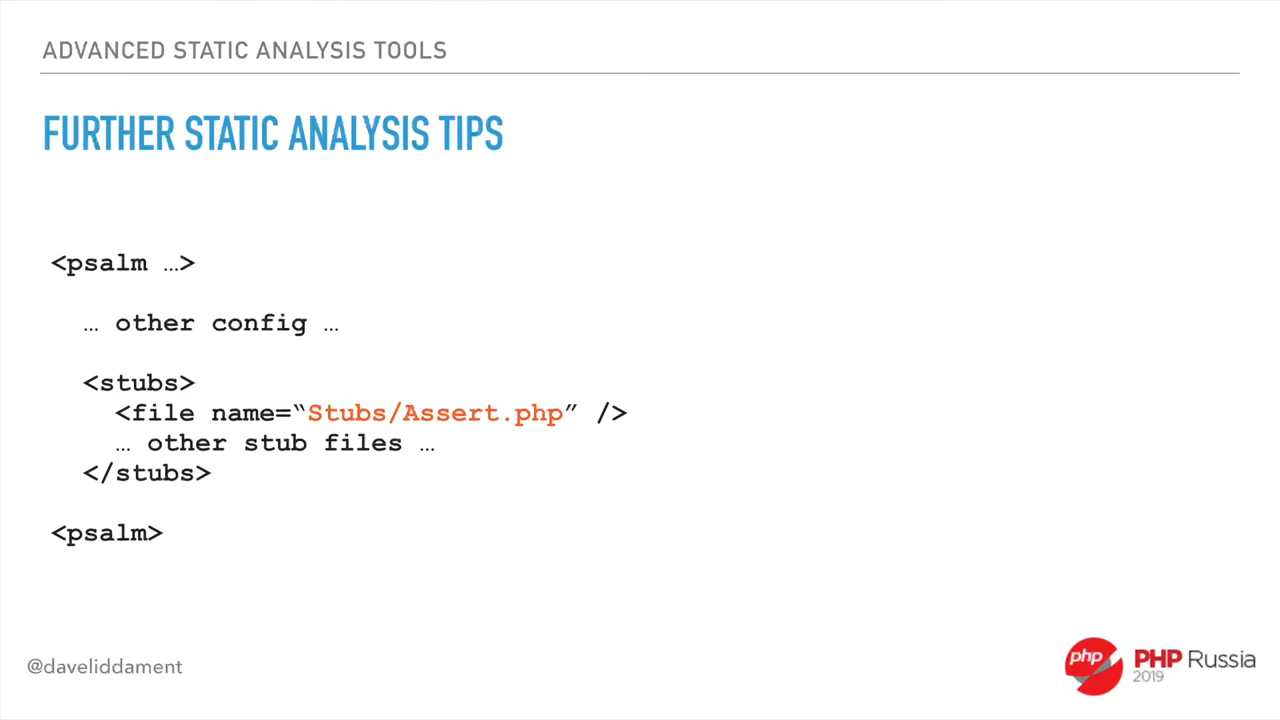 ADVANCED STATIC ANALYSIS TOOLS
FURTHER STATIC ANALYSIS TIPS
<psalm …>
… other config …
<stubs>
<file name=“Stubs/Assert.php” />
… other stub files …
</stubs>
<psalm>
@daveliddament
php
PHP Russia
2019